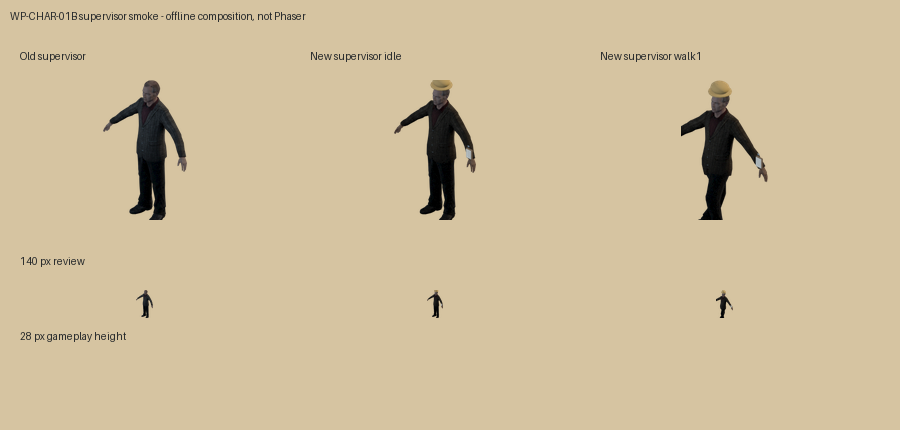 WP-CHAR-01B supervisor smoke - offline composition, not Phaser
Old supervisor
New supervisor idle
New supervisor walk1
140 px review
28 px gameplay height